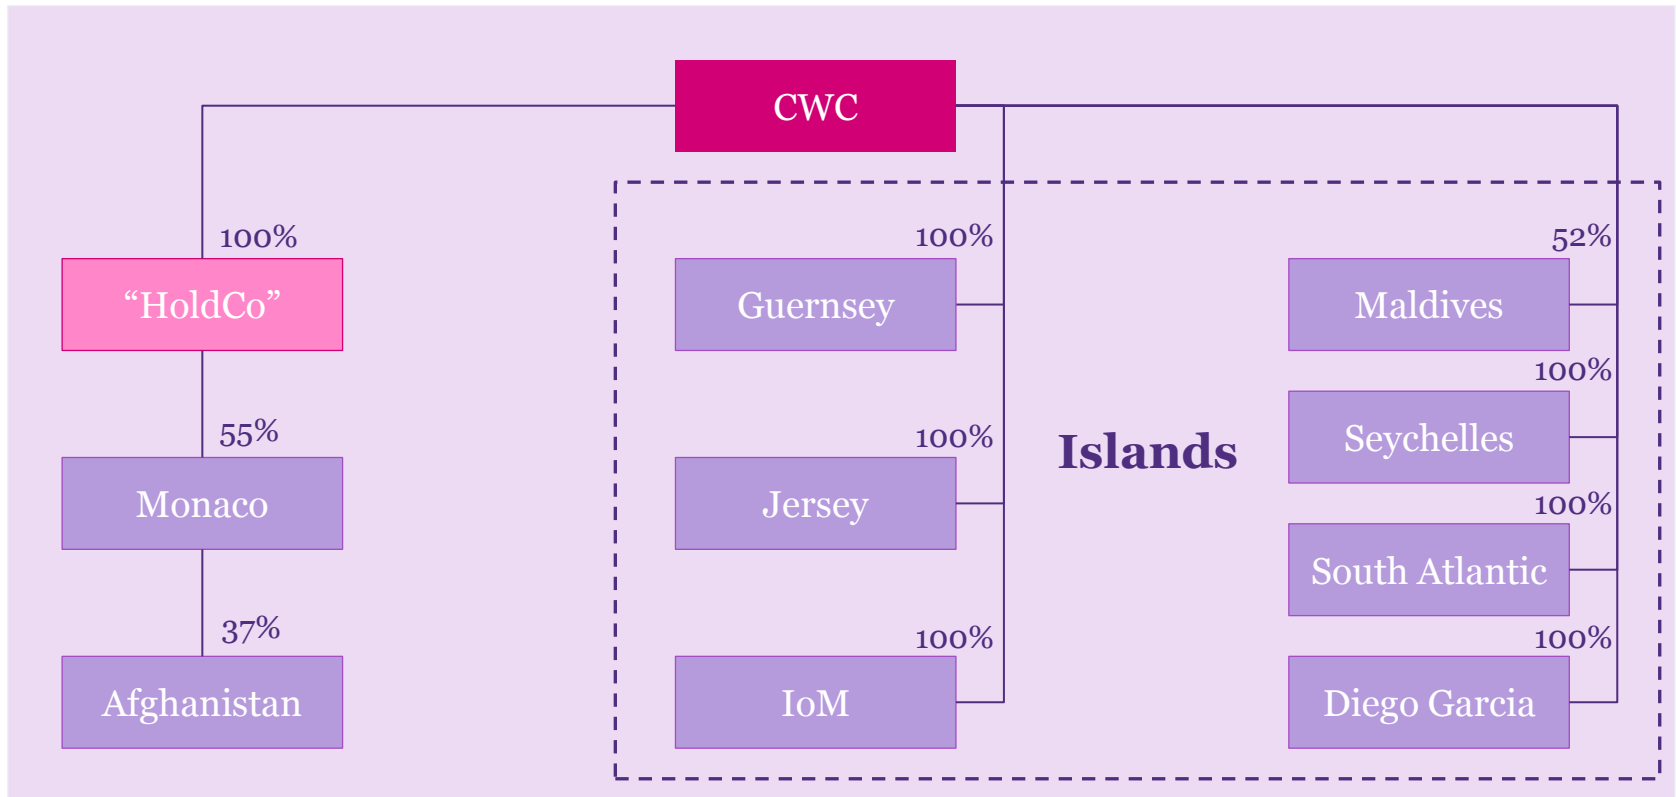 CWC
100%
“HoldCo”
55%
Monaco
37%
Afghanistan
100%
Guernsey
100%
Jersey
100%
IoM
Islands
52%
Maldives
100%
Seychelles
100%
South Atlantic
100%
Diego Garcia